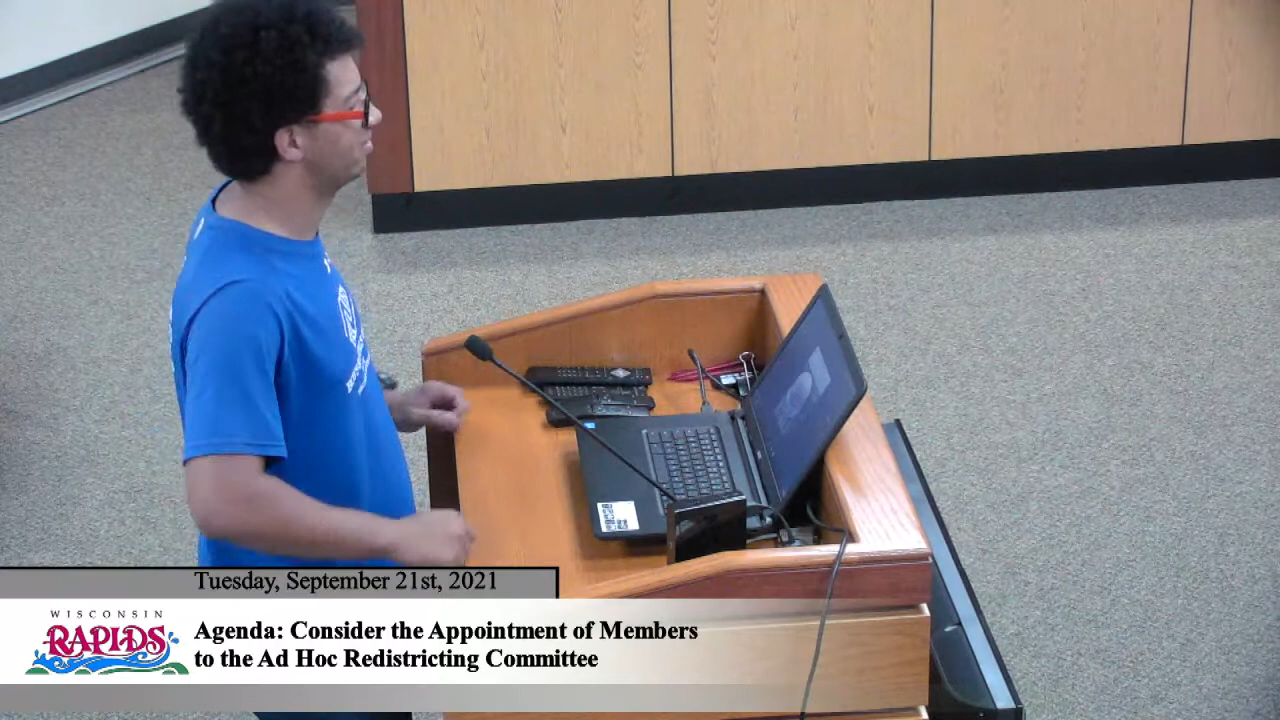 Tuesday, September 21st, 2021
WISCONSIN
RAPIDS
Agenda: Consider the Appointment of Members
to the Ad Hoc Redistricting Committee